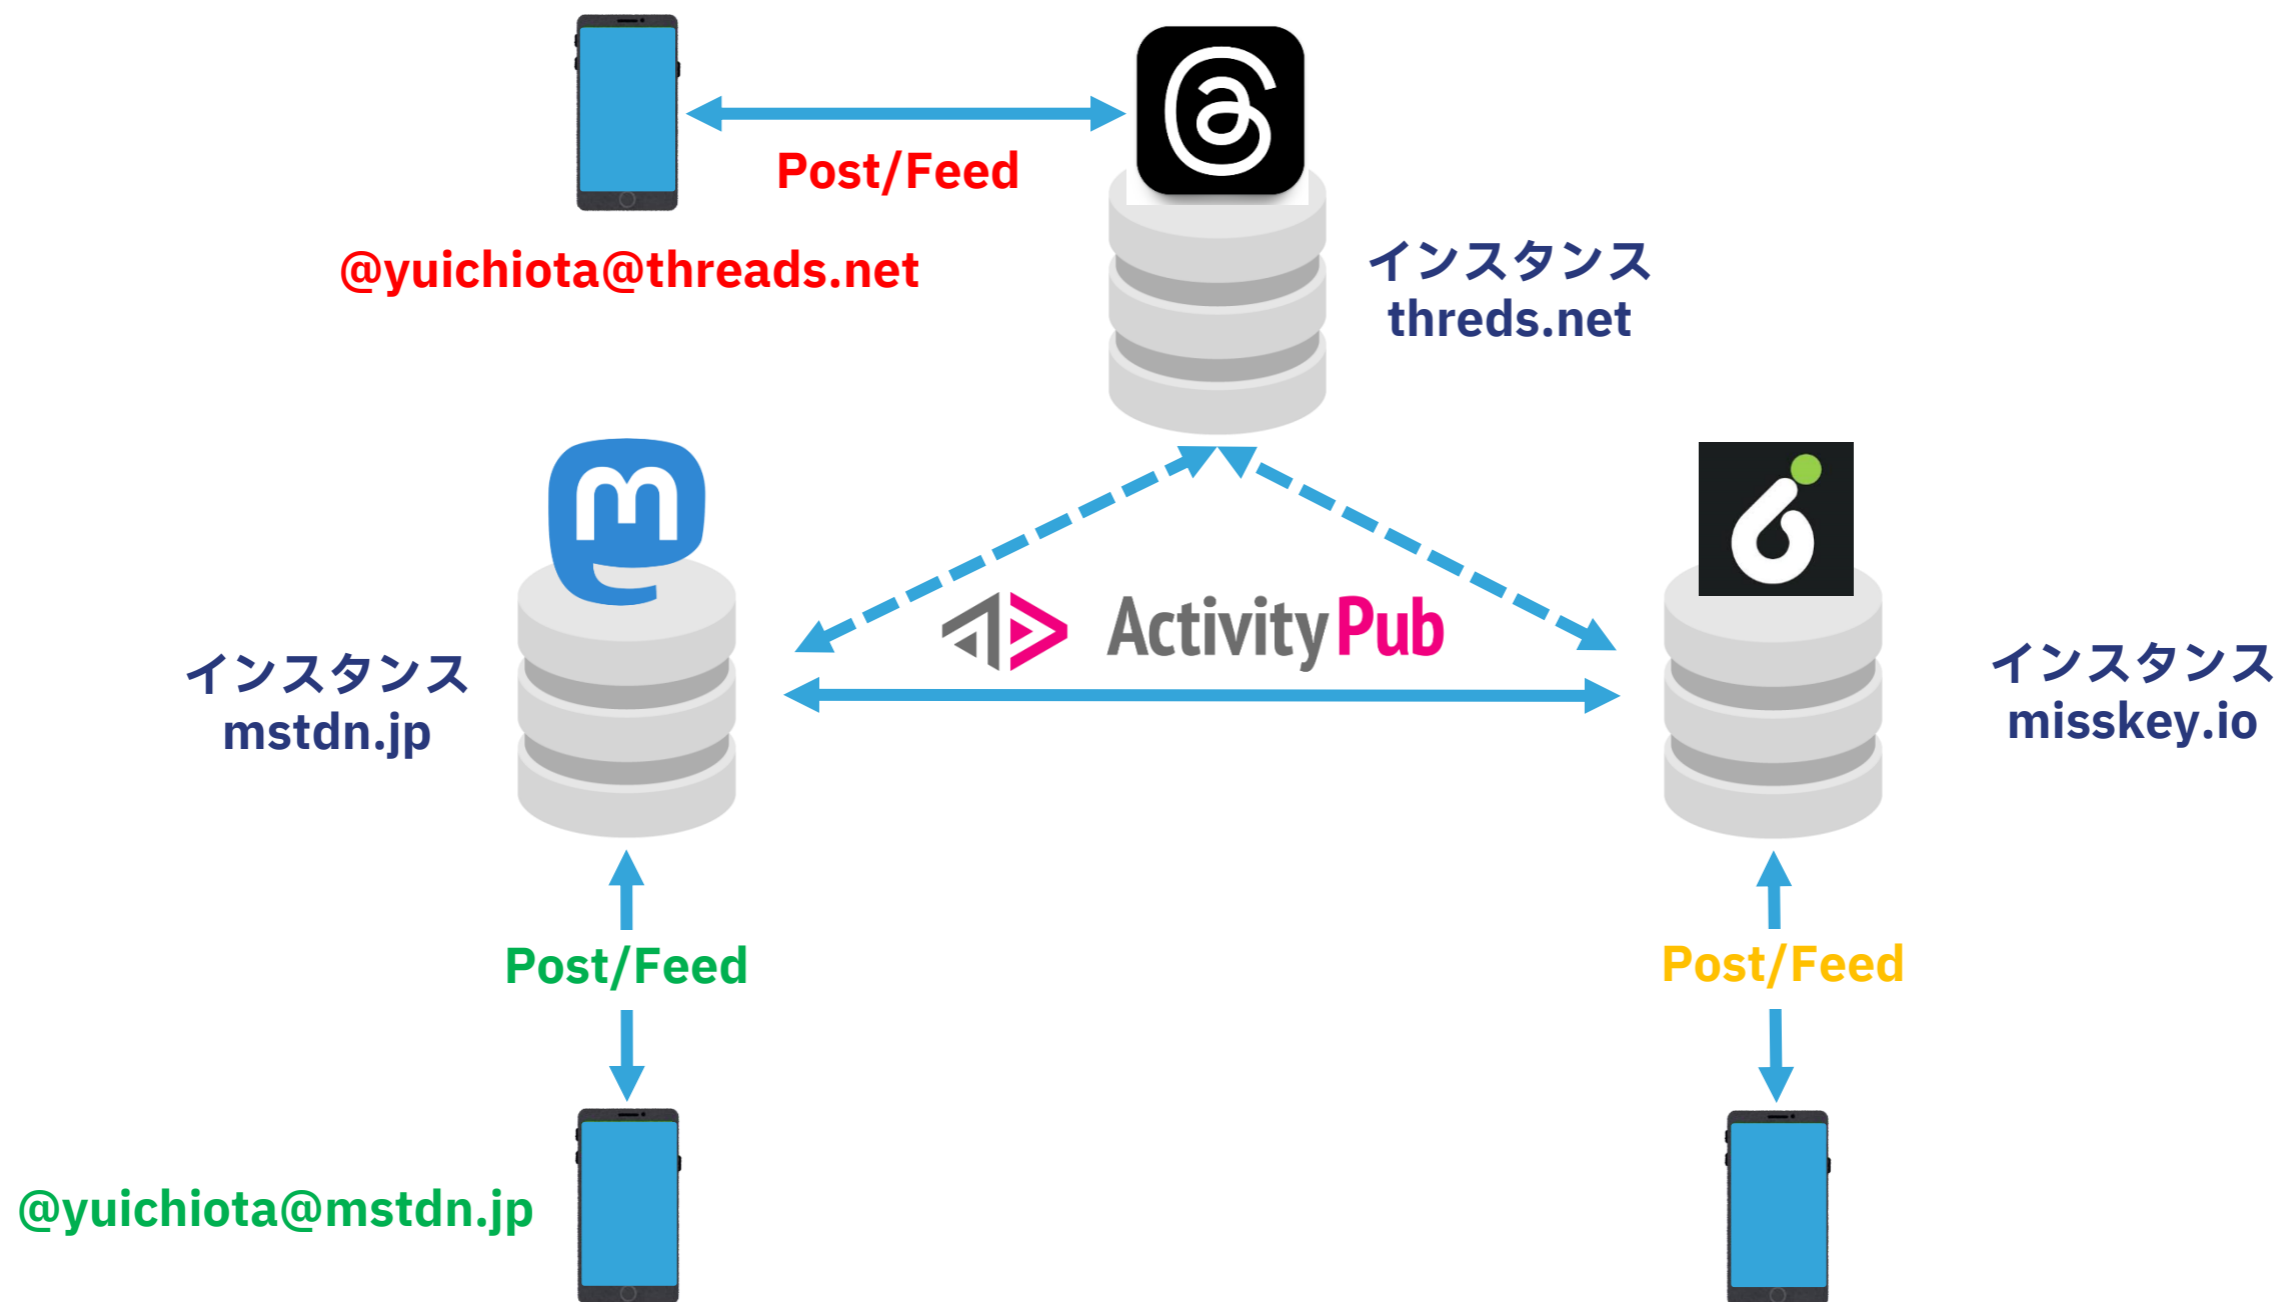 Post/Feed
@yuichiota@threads.net
インスタンス
threds.net
m
ActivityPub
インスタンス
mstdn.jp
インスタンス
misskey.io
Post/Feed
Post/Feed
@yuichiota@mstdn.jp